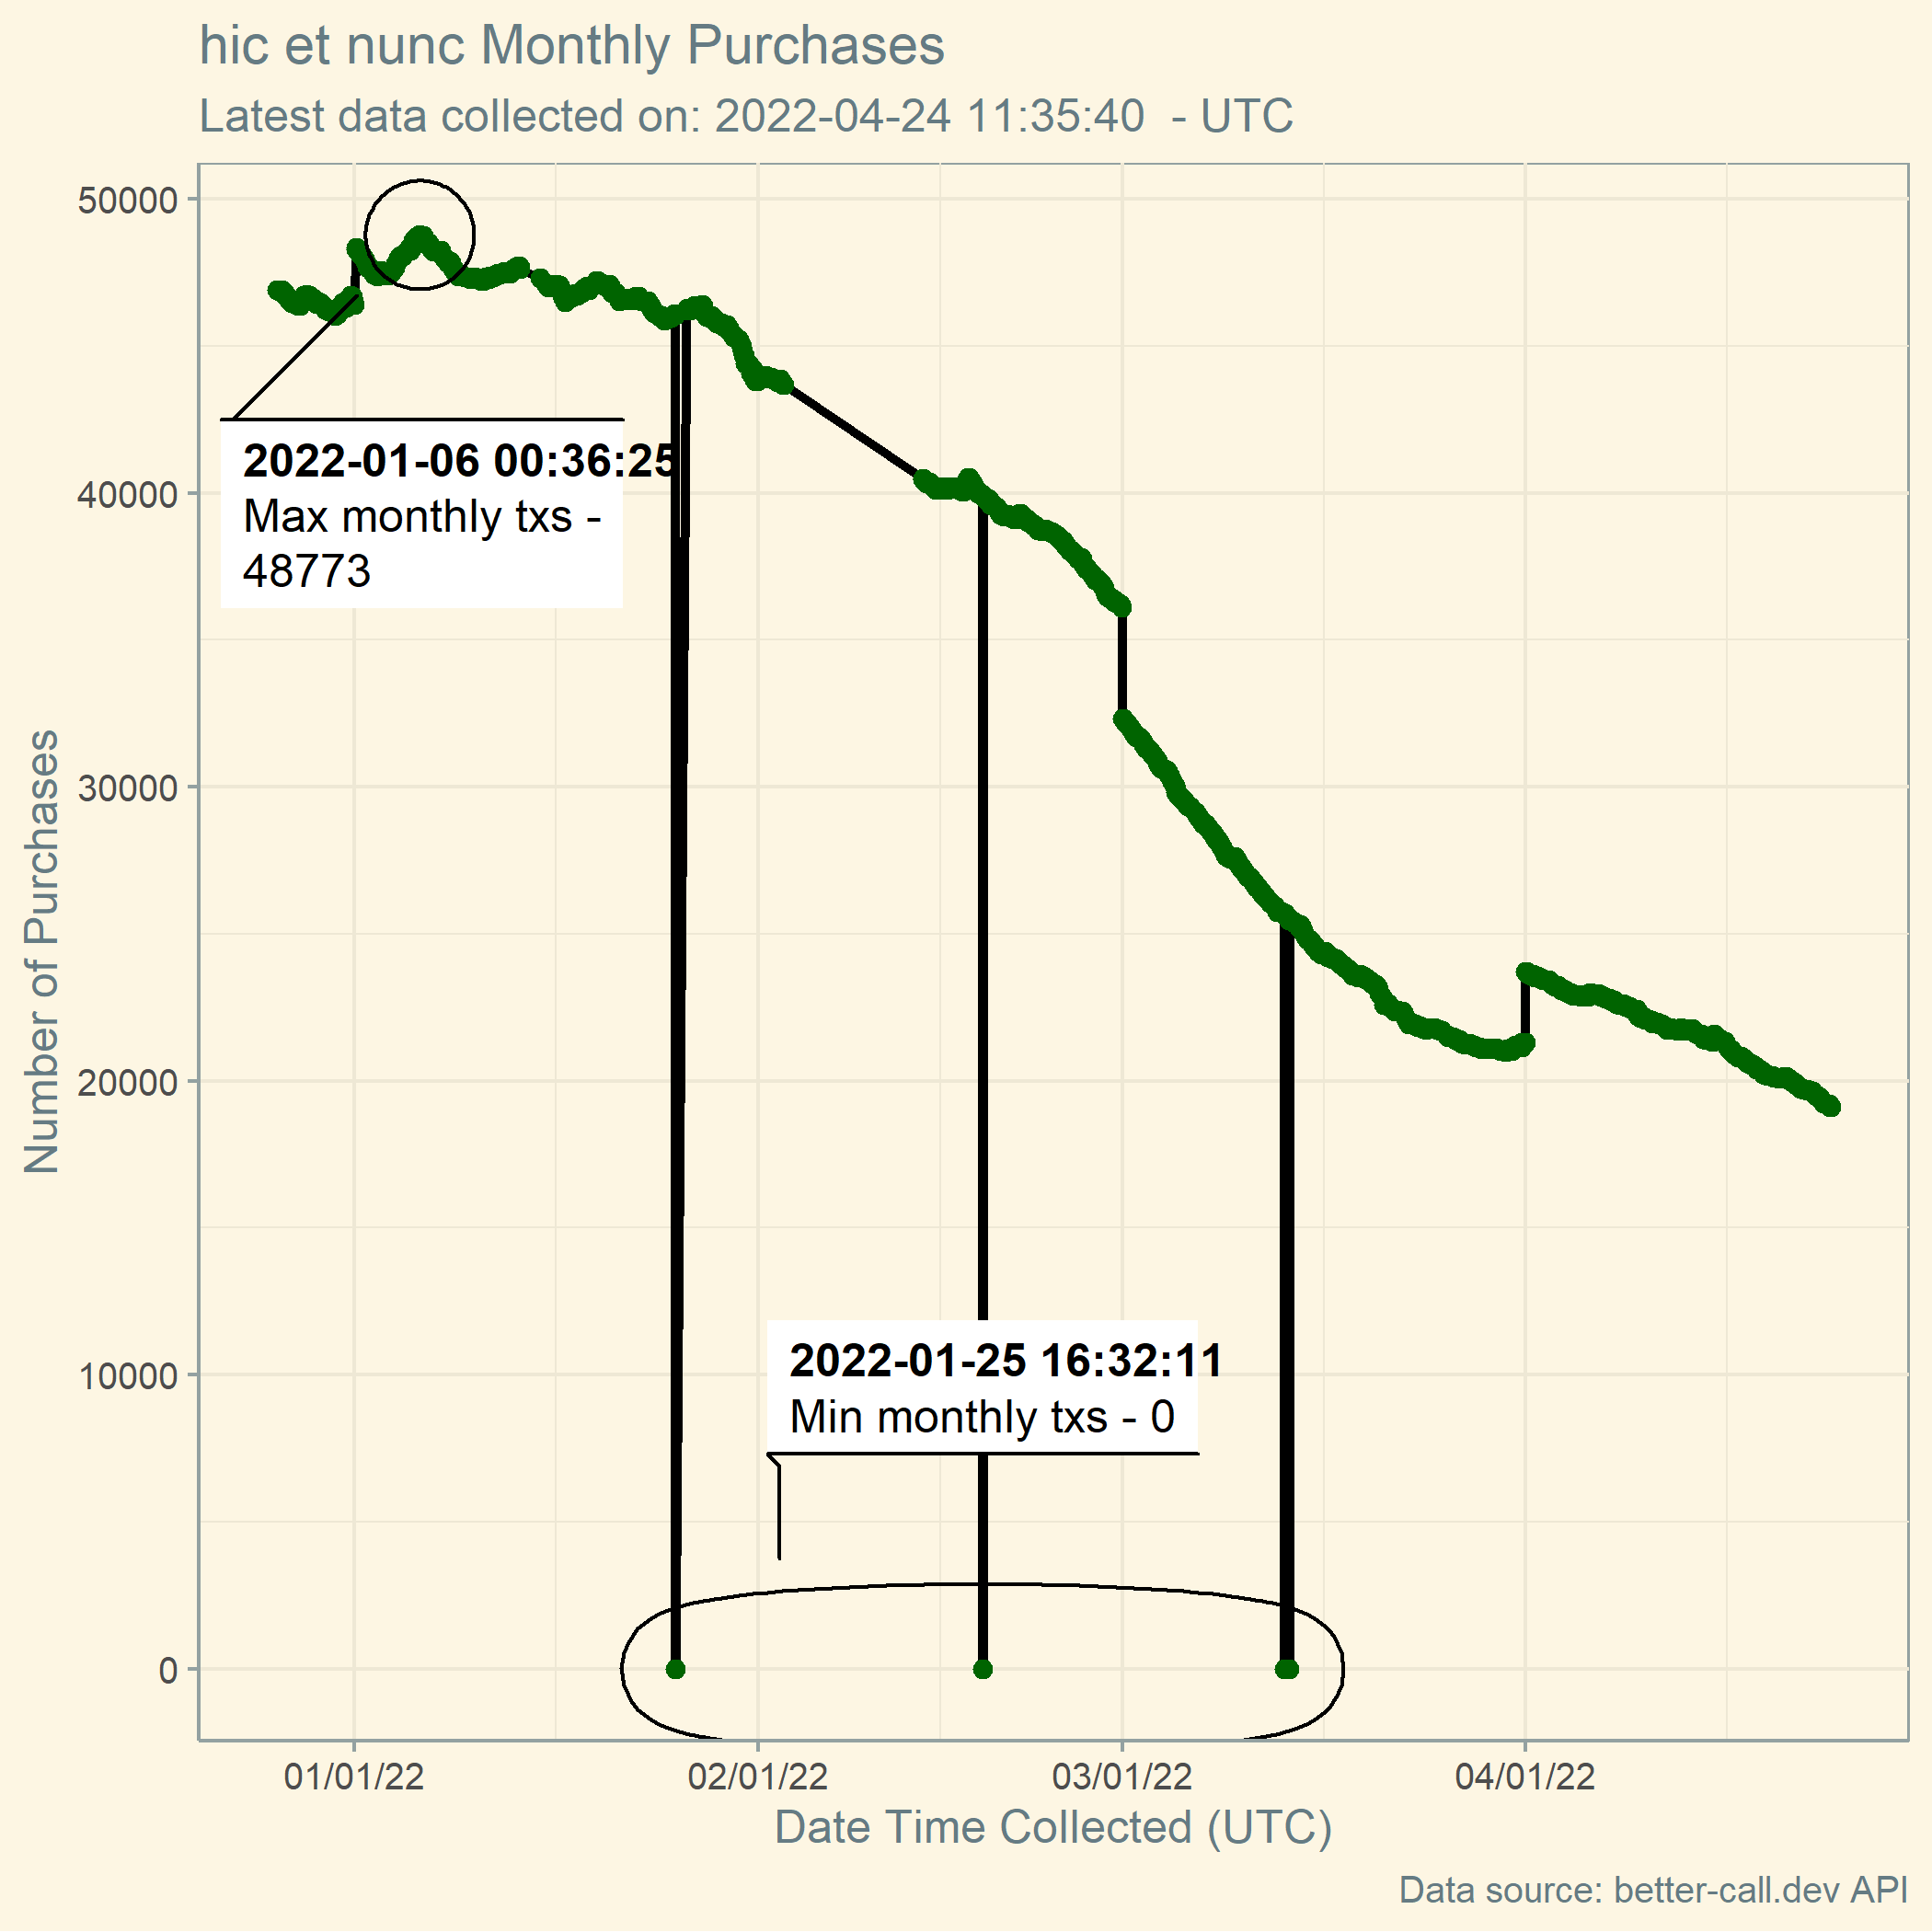 hic et nunc Monthly Purchases
Latest data collected on: 2022-04-24 11:35:40  - UTC
50000
40000
30000
20000
10000
0
Number of Purchases
2022-01-06 00:36:25
Max monthly txs -
48773
2022-01-25 16:32:11
Min monthly txs - 0
01/01/22
02/01/22
03/01/22
04/01/22
Date Time Collected (UTC)
Data source: better-call.dev API